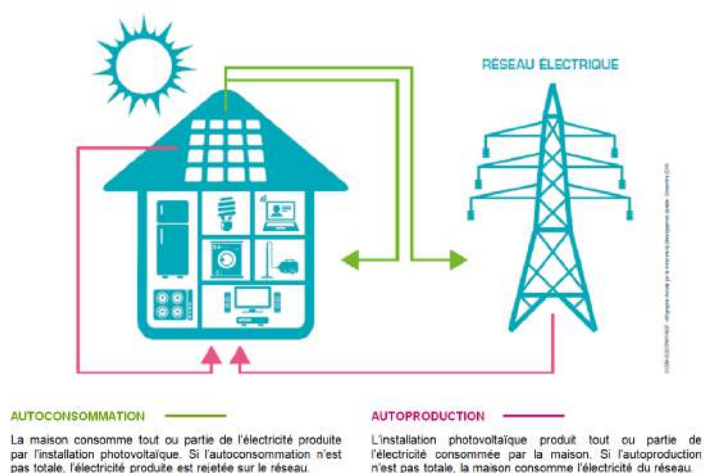 RÉSEAU ÉLECTRIQUE
AUTOCONSOMMATION
La maison consomme tout ou partie de l'électricité produite
par l'installation photovoltaïque. Si l'autoconsommation n'est
pas totale, l'électricité produite est rejetée sur le réseau.
AUTOPRODUCTION
L'installation photovoltaïque produit tout ou partie de
l'électricité consommée par la maison. Si l'autoproduction
n'est pas totale, la maison consomme l'électricité du réseau.